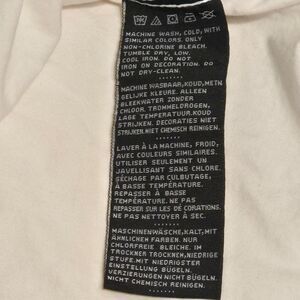 MACHINE WASH, COLD, WITH
SIMILAR COLORS. ONLY
NON-CHLORINE BLEACH.
TUMBLE DRY, LOW.
COOL IRON. DO NOT
IRON ON DECORATION. DO
NOT DRY-CLEAN.
.......
MACHINE WASBAAR, KOUD, MET
GELIJKE KLEURE. ALLEEN
BLEEKWATER ZONDER
CHLOOR. TROMMELDROGEN,
LAGE TEMPERATUUR. KOUD
STRIJKEN. DECORATIES NIET
STRIJKEN. NIET CHEMISCH REINIGEN.
.......
LAVER À LA MACHINE, FROID,
AVEC COULEURS SIMILAIRES.
UTILISER SEULEMENT UN
JAVELLISANT SANS CHLORE.
SÉCHAGE PAR CULBUTAGE,
À BASSE TEMPÉRATURE.
REPASSER À BASSE
TEMPÉRATURE. NE PAS
REPASSER SUR LES DÉCORATIONS.
NE PAS NETTOYER À SEC.
.......
MASCHINENWÄSCHE, KALT, MIT
ÄHNLICHEN FARBEN. NUR
CHLORFREIE BLEICHE. IM
TROCKNER TROCKNEN, NIEDRIGE
STUFE. MIT NIEDRIGSTER
EINSTELLUNG BÜGELN.
VERZIERUNGEN NICHT BÜGELN.
NICHT CHEMISCH REINIGEN.